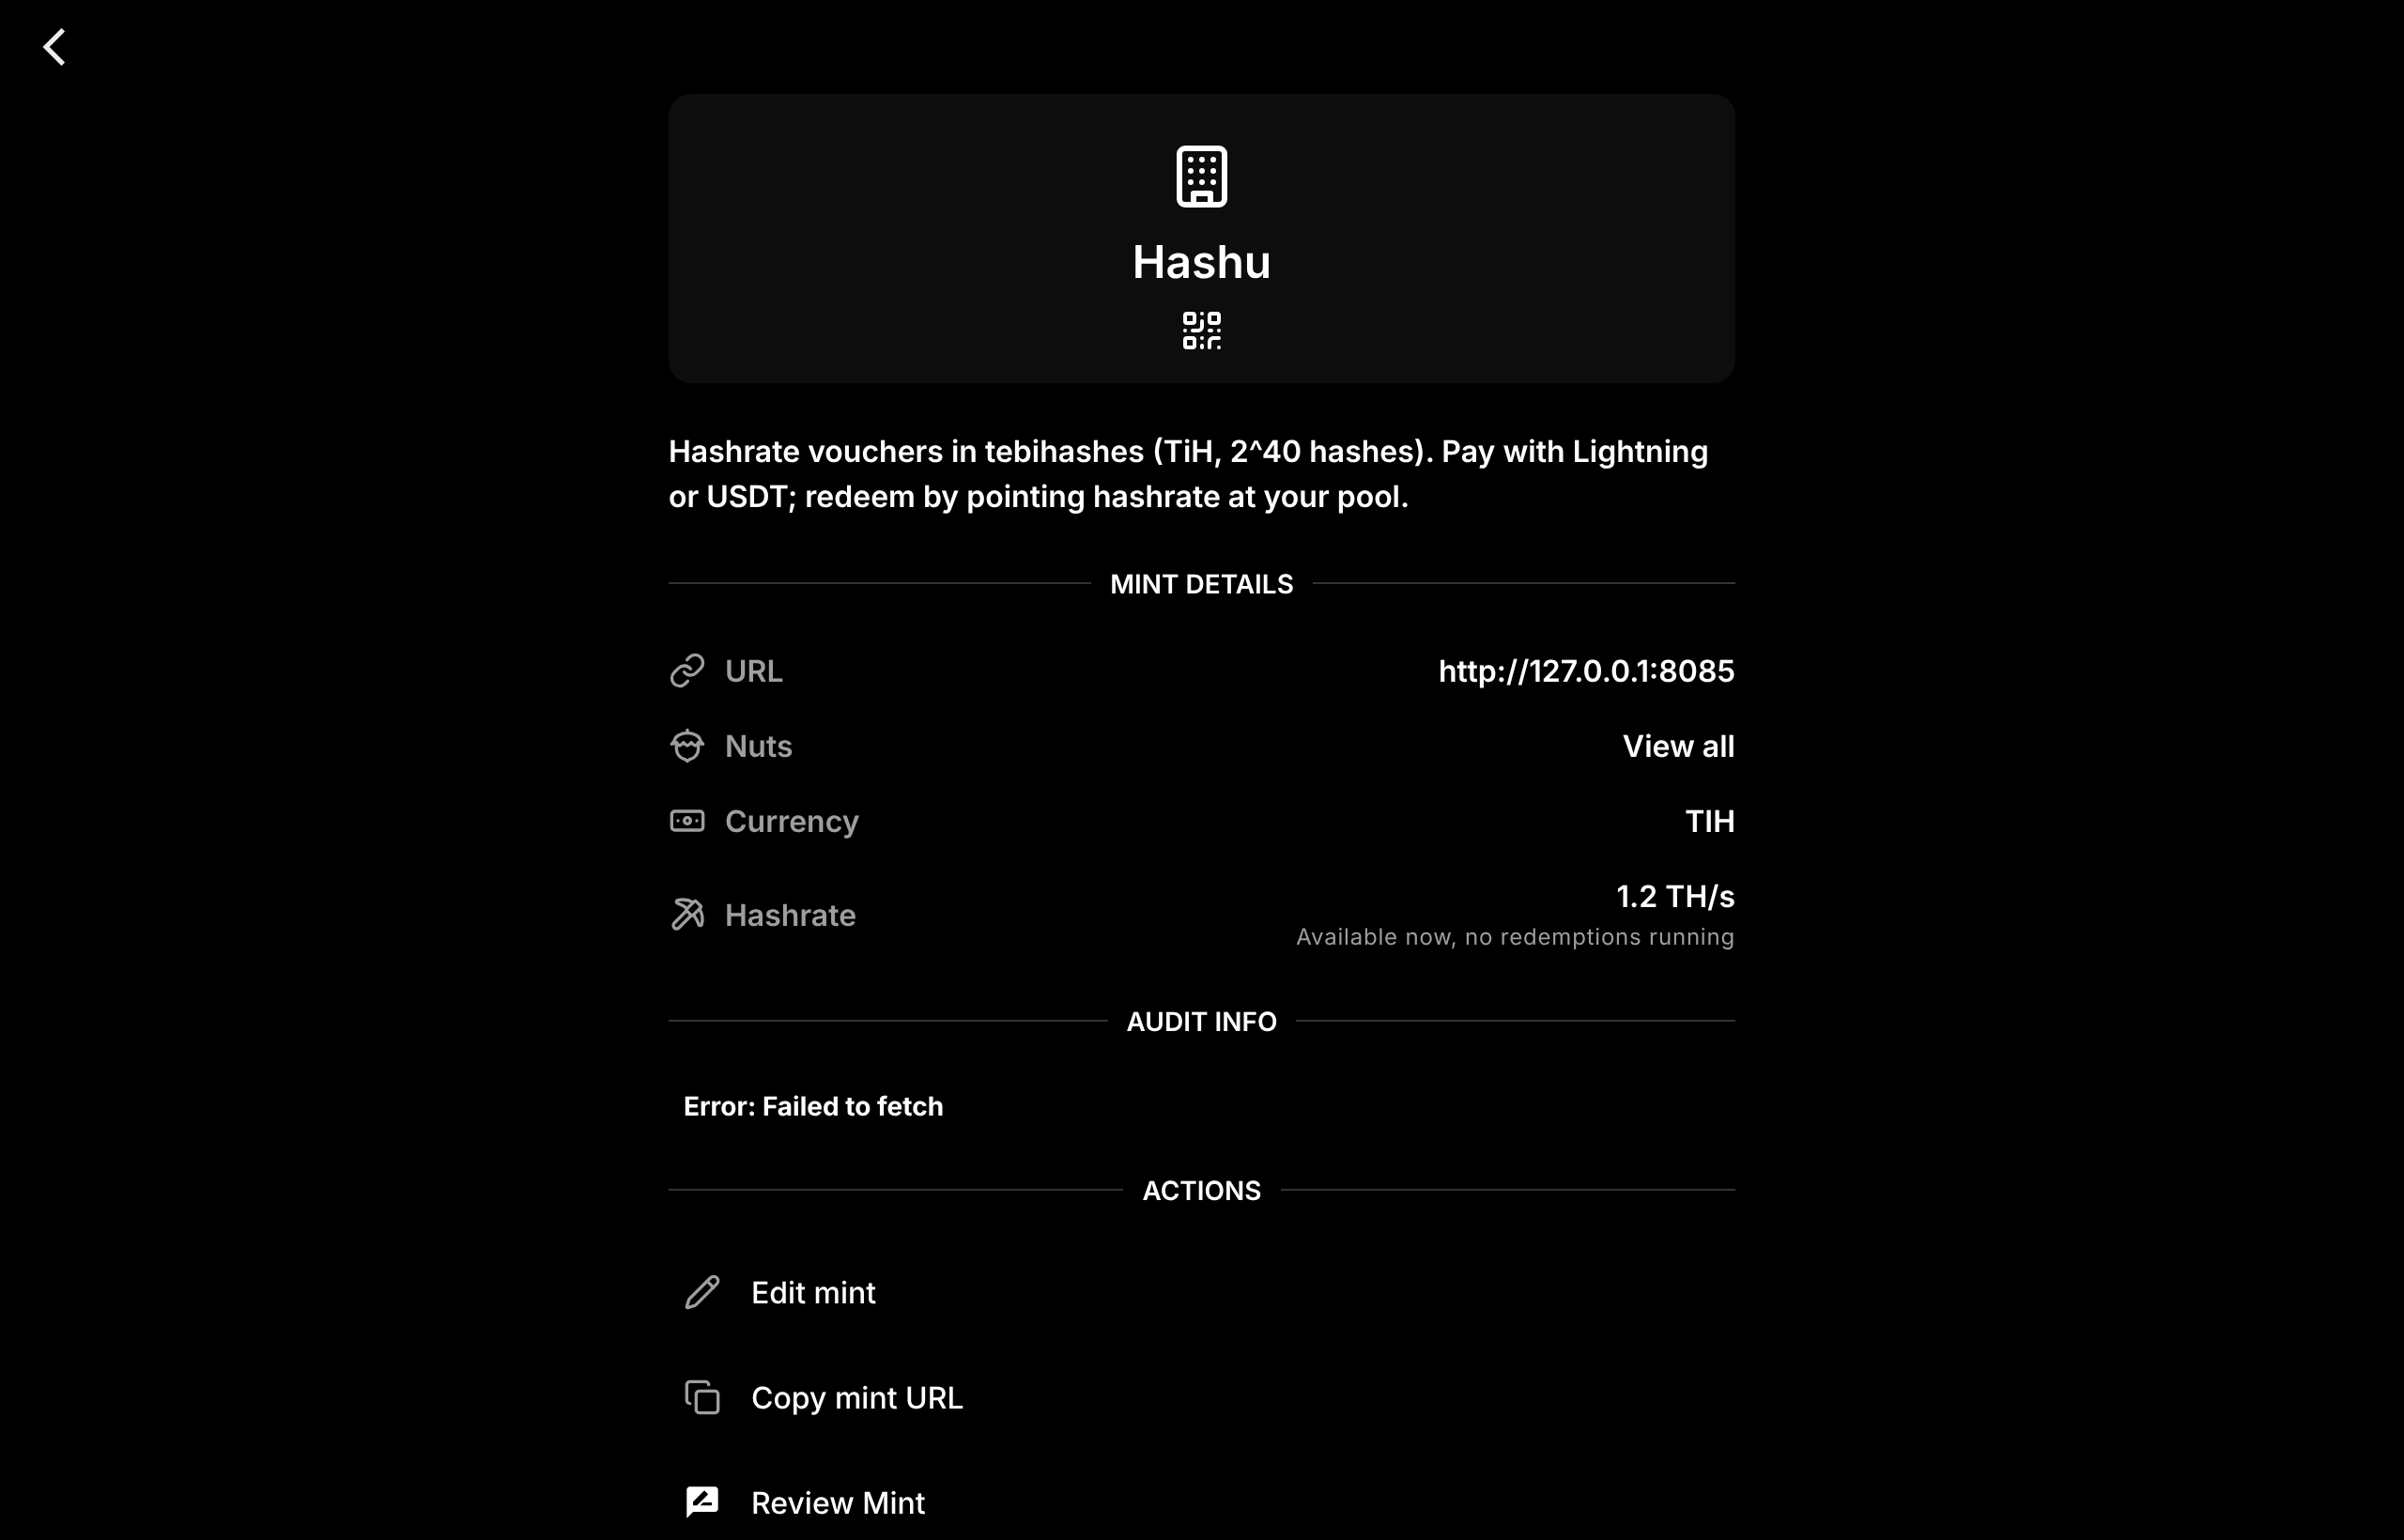 Hashu
Hashrate vouchers in tebihashes (TiH, 2^40 hashes). Pay with Lightning
or USDT; redeem by pointing hashrate at your pool.
MINT DETAILS
URL http://127.0.0.1:8085
Nuts View all
Currency TIH
Hashrate 1.2 TH/s
Available now, no redemptions running
AUDIT INFO
Error: Failed to fetch
ACTIONS
Edit mint
Copy mint URL
Review Mint